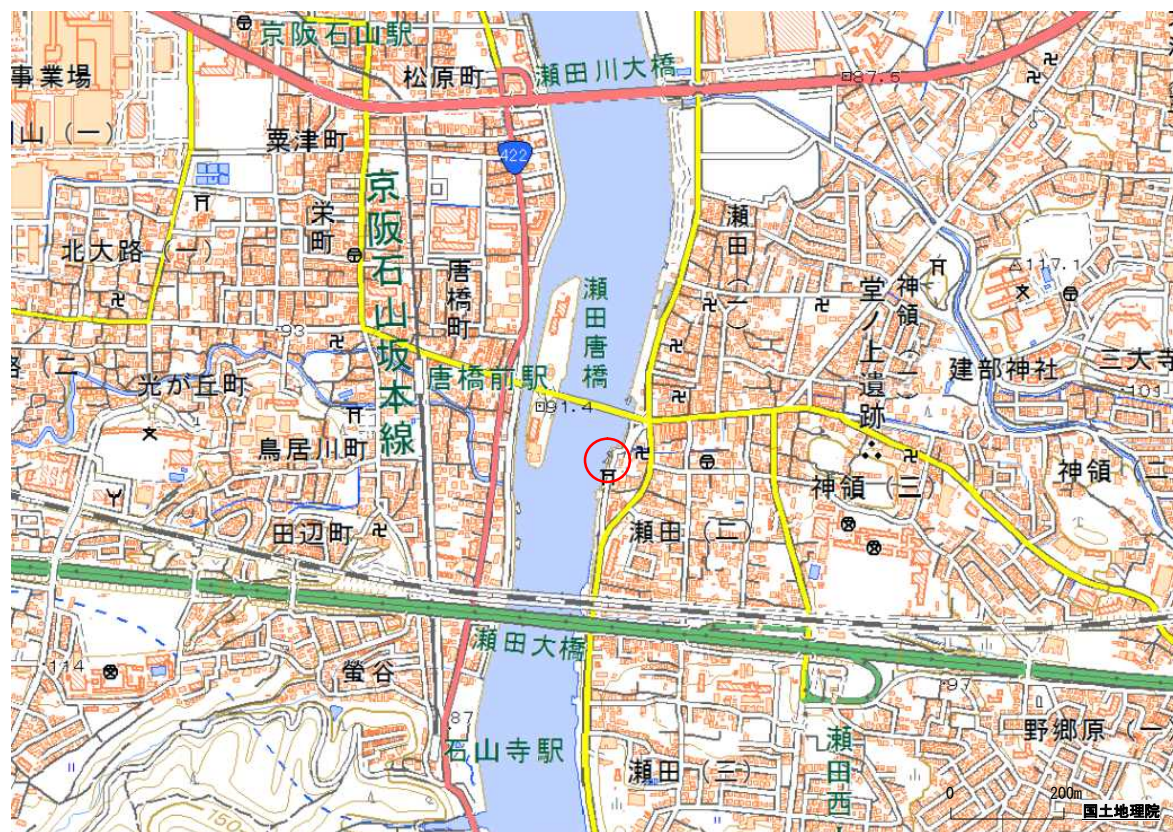 京阪石山駅
瀬田川大橋
事業場
松原町
87.5
山(一)
粟津町
422
京阪石山坂本線
栄町
北大路(一)
唐橋町
瀬田唐橋
瀬田(一)
堂ノ上遺跡
神領(二)
117.1
93
建部神社
三大寺
101
光が丘町
唐橋前駅
91.4
鳥居川町
神領(三)
神領(二
田辺町
瀬田(二)
瀬田大橋
114
螢谷
97
87
石山寺駅
瀬田(三)
瀬田西
野郷原(一
150
0
200m
国土地理院